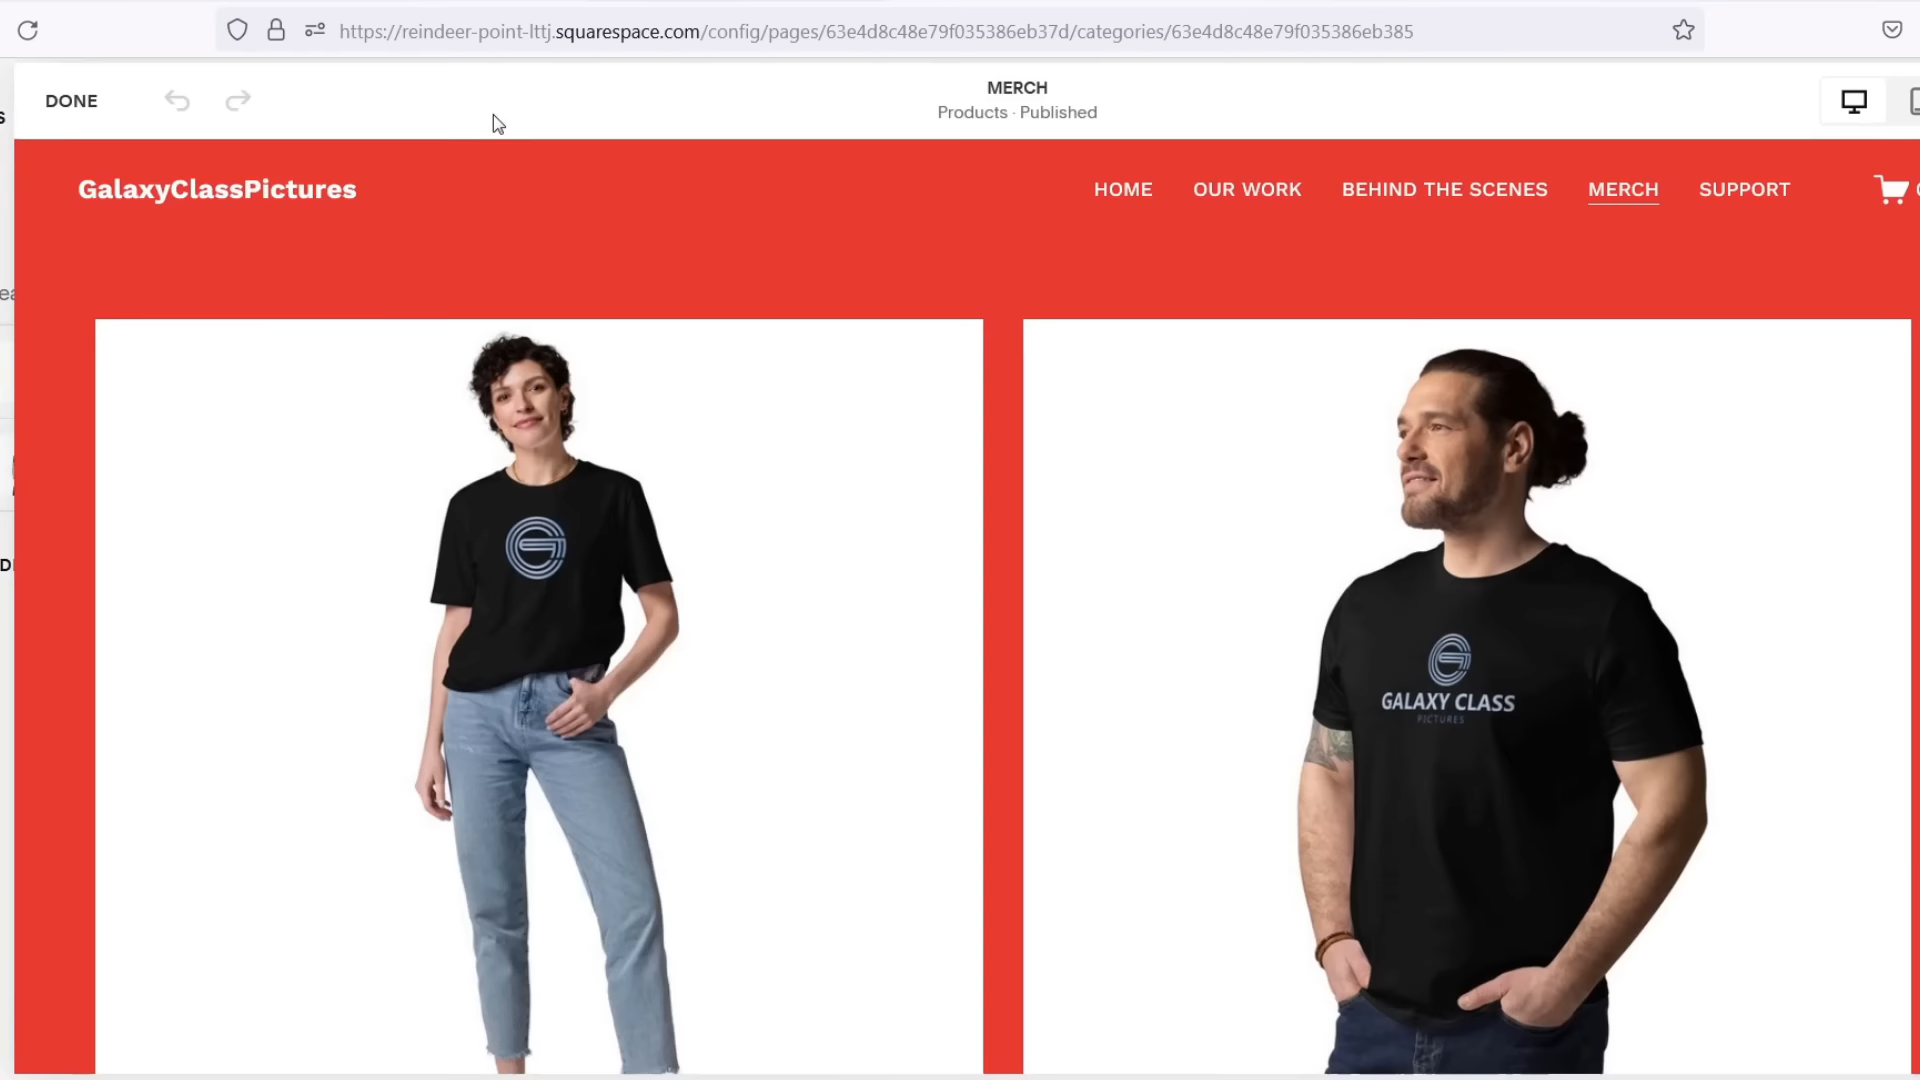 https://reindeer-point-lttj.squarespace.com/config/pages/63e4d8c48e79f035386eb37d/categories/63e4d8c48e79f035386eb385
DONE
MERCH
Products · Published
GalaxyClassPictures
HOME
OUR WORK
BEHIND THE SCENES
MERCH
SUPPORT
GALAXY CLASS
PICTURES